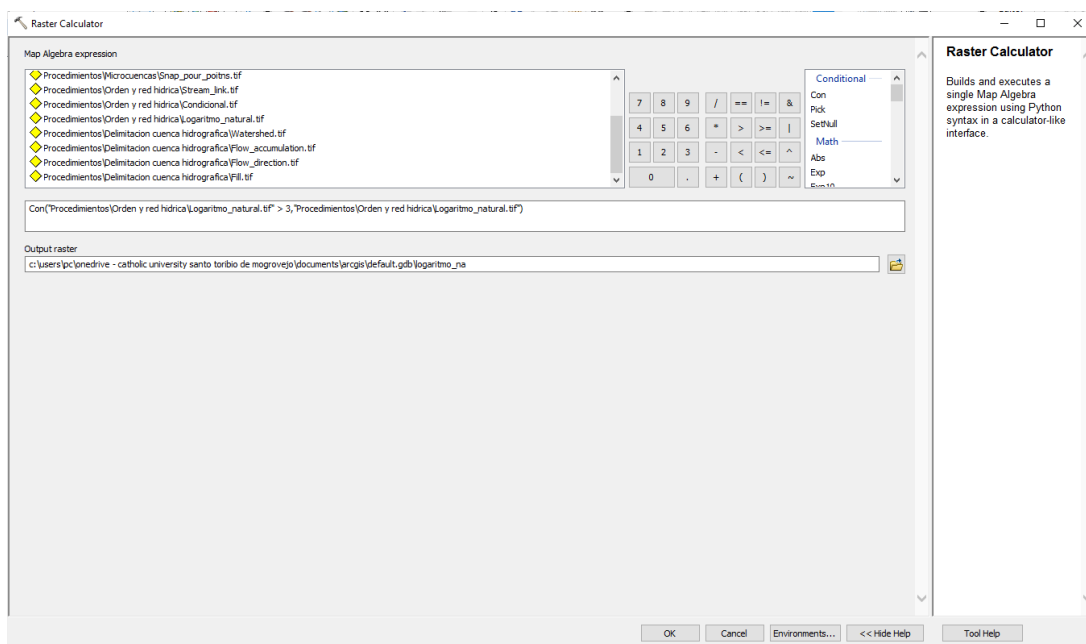 Raster Calculator
Map Algebra expression
Procedimientos\Microcuencas\Snap_pour_poitns.tif
Procedimientos\Orden y red hidrica\Stream_link.tif
Procedimientos\Orden y red hidrica\Condicional.tif
Procedimientos\Orden y red hidrica\Logaritmo_natural.tif
Procedimientos\Delimitacion cuenca hidrografica\Watershed.tif
Procedimientos\Delimitacion cuenca hidrografica\Flow_accumulation.tif
Procedimientos\Delimitacion cuenca hidrografica\Flow_direction.tif
Procedimientos\Delimitacion cuenca hidrografica\Fill.tif
7 8 9 / == != &
4 5 6 * > >= |
1 2 3 - < <= ^
0 . + ( ) ~
Conditional
Con
Pick
SetNull
Math
Abs
Exp
Exp10
Con("Procedimientos\Orden y red hidrica\Logaritmo_natural.tif" > 3,"Procedimientos\Orden y red hidrica\Logaritmo_natural.tif")
Output raster
c:\users\pc\onedrive - catholic university santo toribio de mogrovejo\documents\arcgis\default.gdb\logaritmo_na
OK Cancel Environments... << Hide Help Tool Help
Raster Calculator
Builds and executes a
single Map Algebra
expression using Python
syntax in a calculator-like
interface.